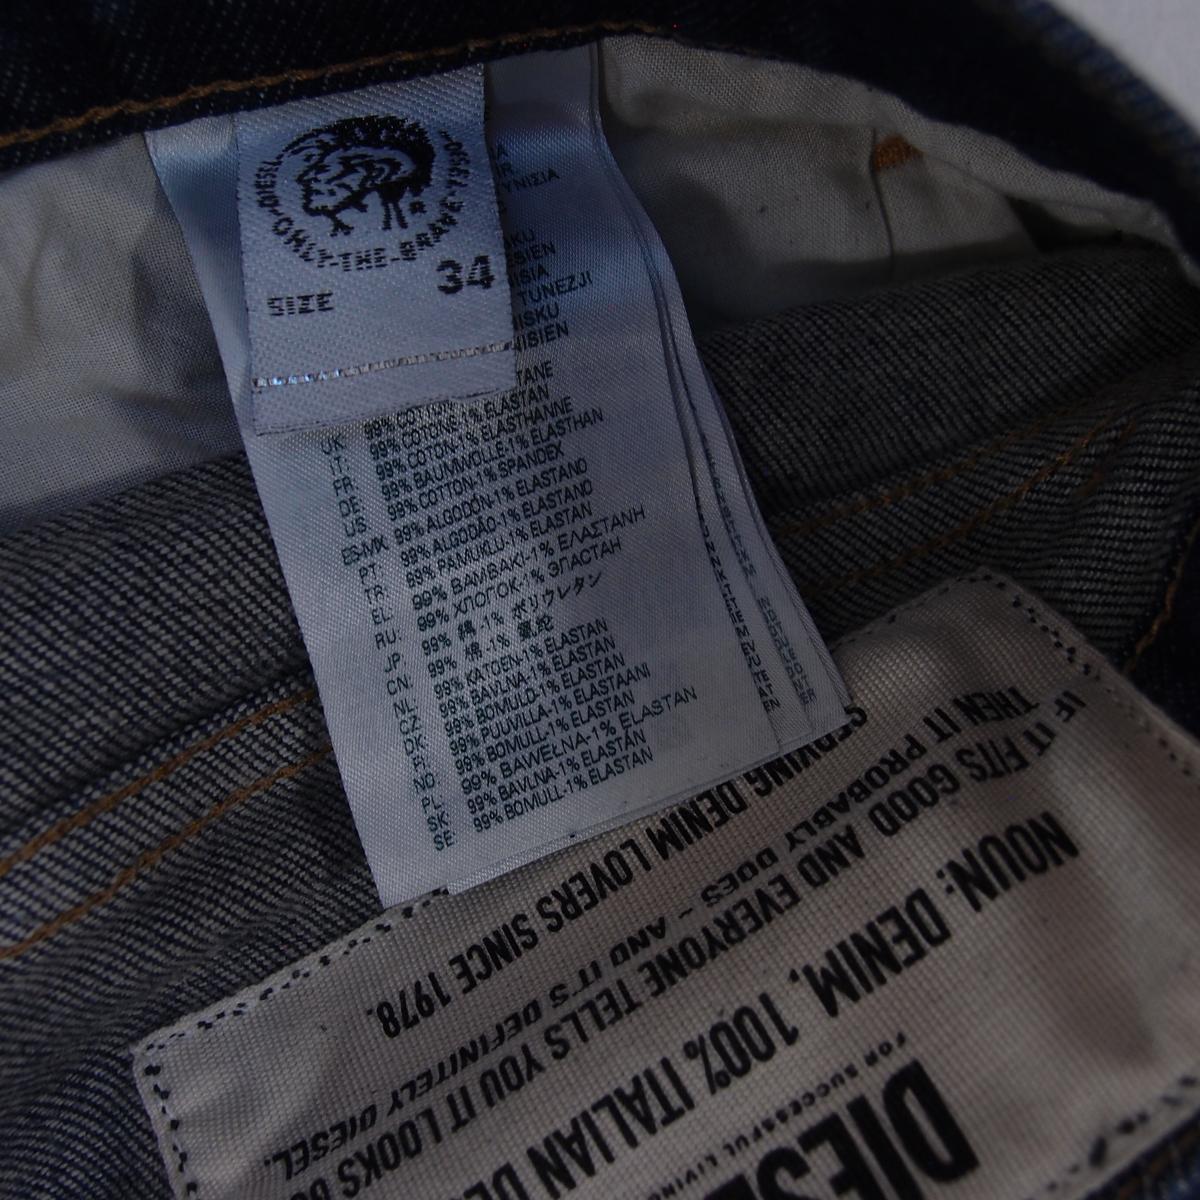 DIESEL·ONLY·THE·BRAVE·1978
SIZE 34
ΥΝΙΣΙΑ
TUNEZJI
UK: 99% COTTON-1% ELASTANE
IT: 99% COTONE-1% ELASTAN
FR: 99% COTON-1% ELASTHANNE
DE: 99% BAUMWOLLE-1% ELASTHAN
US: 99% COTTON-1% SPANDEX
ES-MX: 99% ALGODÓN-1% ELASTANO
PT: 99% ALGODÃO-1% ELASTANO
TR: 99% PAMUKLU-1% ELASTAN
EL: 99% ΒΑΜΒΑΚΙ-1% ΕΛΑΣΤΑΝΗ
RU: 99% ХЛОПОК-1% ЭЛАСТАН
JP: 99% 綿-1% ポリウレタン
CN: 99% 棉-1% 氨纶
NL: 99% KATOEN-1% ELASTAN
CZ: 99% BAVLNA-1% ELASTAN
DK: 99% BOMULD-1% ELASTAN
FI: 99% PUUVILLA-1% ELASTAANI
NO: 99% BOMULL-1% ELASTAN
PL: 99% BAWEŁNA-1% ELASTAN
SK: 99% BAVLNA-1% ELASTAN
SE: 99% BOMULL-1% ELASTAN
DIESE
FOR SUCCESSFUL LIVING
NOUN: DENIM, 100% ITALIAN
IF IT FITS GOOD AND EVERYONE TELLS YOU IT LOOKS
THEN IT PROBABLY DOES - AND IT'S DEFINITELY DIESEL.
SERVING DENIM LOVERS SINCE 1978.